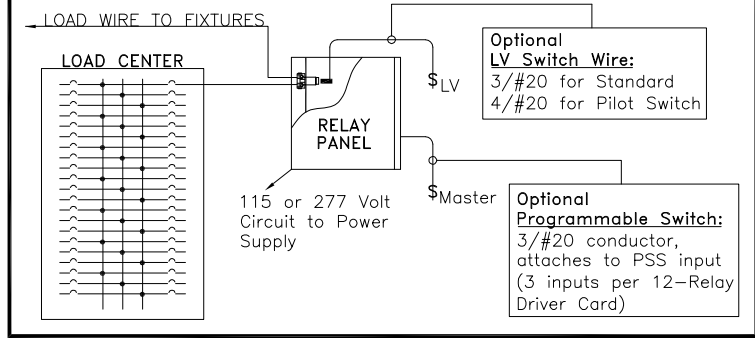 LOAD WIRE TO FIXTURES
LOAD CENTER
RELAY
PANEL
115 or 277 Volt
Circuit to Power
Supply
$LV
$Master
Optional
LV Switch Wire:
3/#20 for Standard
4/#20 for Pilot Switch
Optional
Programmable Switch:
3/#20 conductor,
attaches to PSS input
(3 inputs per 12-Relay
Driver Card)